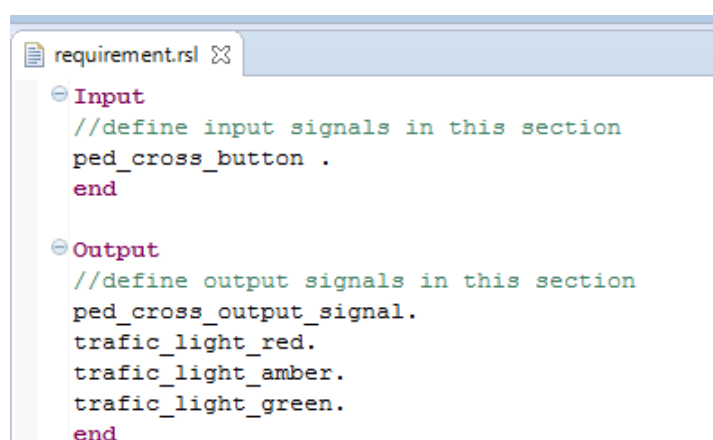 requirement.rsl
Input
//define input signals in this section
ped_cross_button .
end
Output
//define output signals in this section
ped_cross_output_signal.
trafic_light_red.
trafic_light_amber.
trafic_light_green.
end